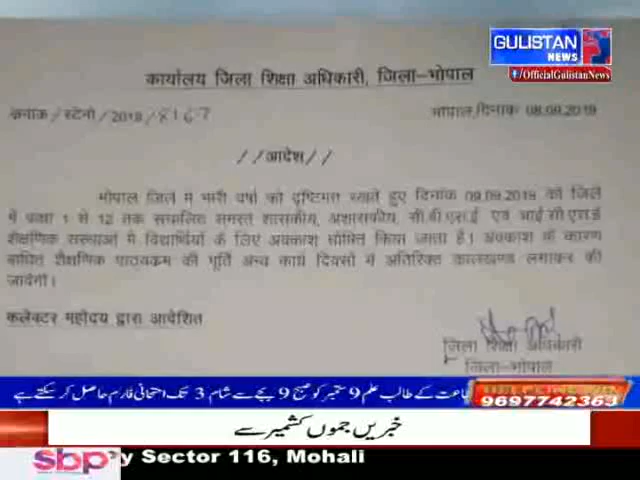 GULISTAN
NEWS
f/OfficialGulistanNews
कार्यालय जिला शिक्षा अधिकारी, जिला-भोपाल
क्रमांक/स्टेनो/2019/8167
भोपाल,दिनांक 08.09.2019
//आदेश//
भोपाल जिले में भारी वर्षा को दृष्टिगत रखते हुए दिनांक 09.09.2019 को जिले
में कक्षा 1 से 12 तक संचालित समस्त शासकीय, अशासकीय, सी.बी.एस.ई एवं आई.सी.एस.ई
शैक्षणिक संस्थाओं में विद्यार्थियों के लिए अवकाश घोषित किया जाता है। अवकाश के कारण
शैक्षणिक पाठ्यक्रम की पूर्ति अन्य कार्य दिवसों में अतिरिक्त कालखण्ड लगाकर की
जावेगी।
कलेक्टर महोदय द्वारा आदेशित
जिला शिक्षा अधिकारी
जिला-भोपाल
جماعت کے طالب علم 9 ستمبر کو صبح 9 بجے سے شام 3 تک امتحانی فارم حاصل کر سکتے ہے
HELPLINE NO.
9697742363
خبریں جموں کشمیر سے
sbp
Sector 116, Mohali